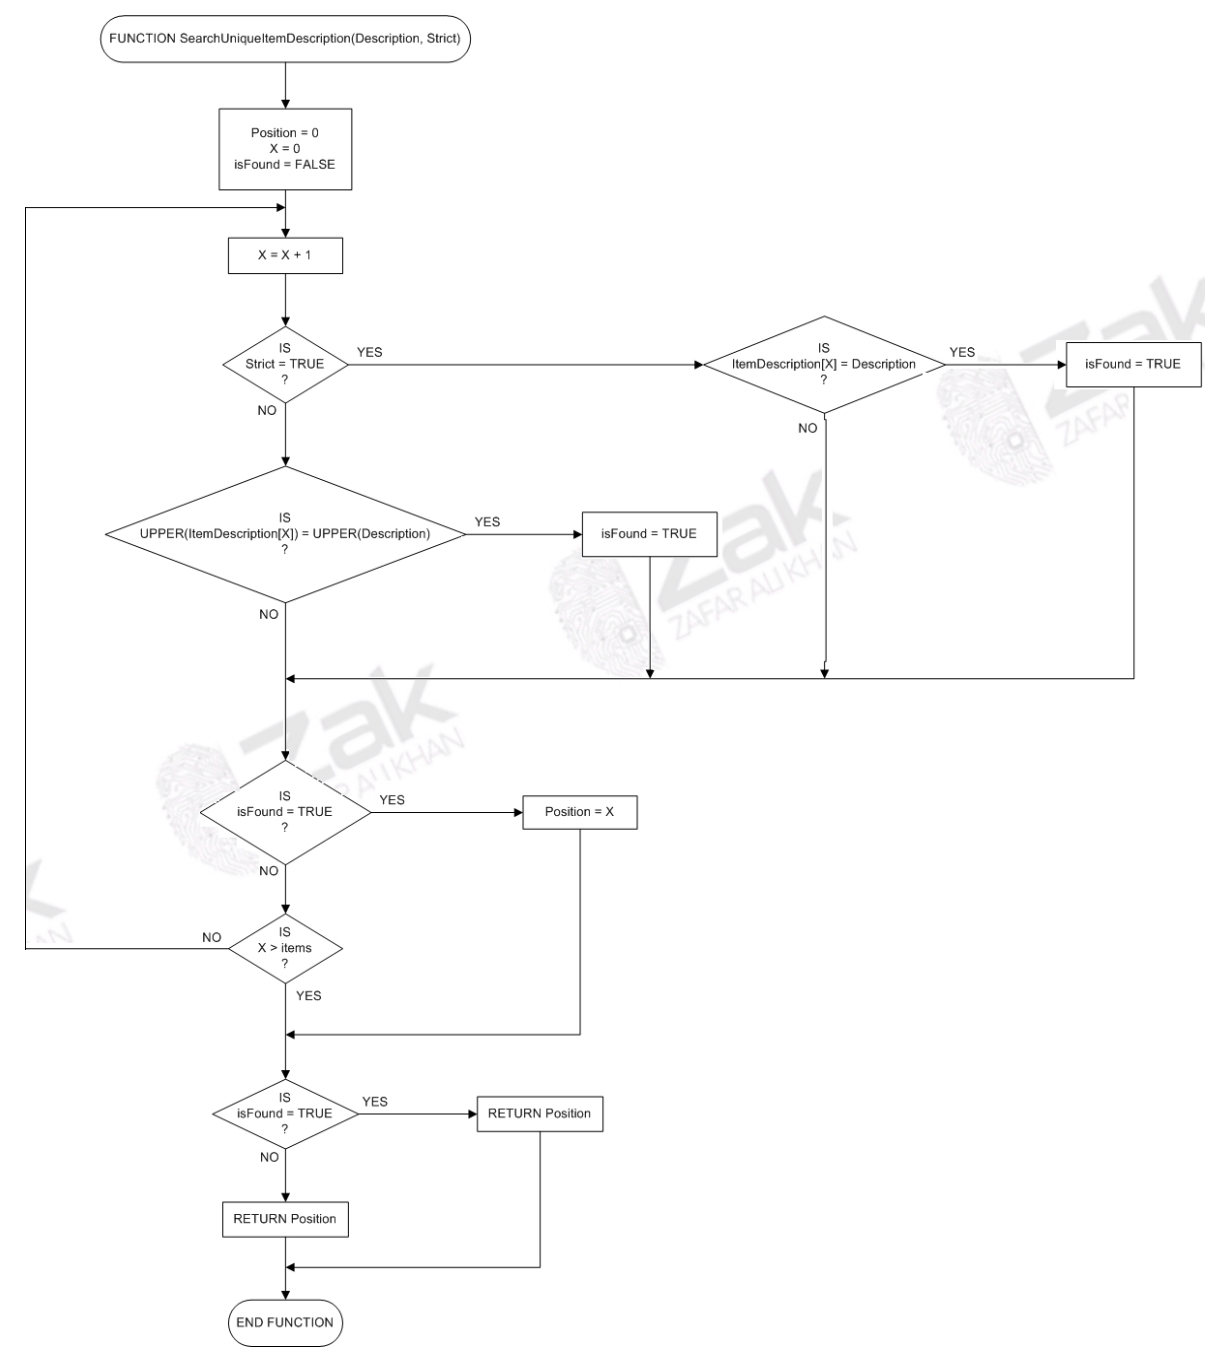 FUNCTION SearchUniqueItemDescription(Description, Strict)
Position = 0
X = 0
isFound = FALSE
X = X + 1
IS
Strict = TRUE
?
YES
NO
IS
ItemDescription[X] = Description
?
YES
NO
isFound = TRUE
IS
UPPER(ItemDescription[X]) = UPPER(Description)
?
YES
NO
isFound = TRUE
Zak
ZAFAR
Zak
ZAFAR ALI KHAN
Zak
ALI KHAN
IS
isFound = TRUE
?
YES
NO
Position = X
IS
X > items
?
NO
YES
IS
isFound = TRUE
?
YES
NO
RETURN Position
RETURN Position
END FUNCTION